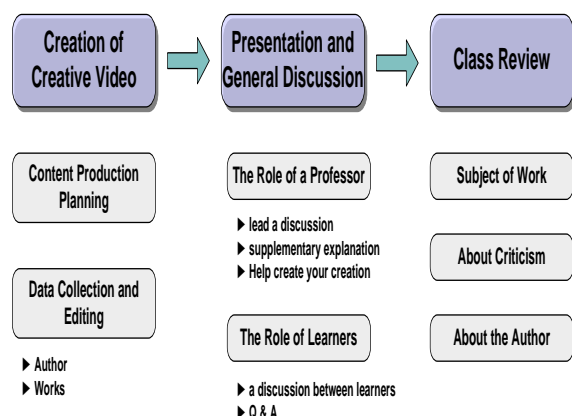 Creation of
Creative Video
Presentation and
General Discussion
Class Review
Content Production
Planning
Data Collection and
Editing
Author
Works
The Role of a Professor
lead a discussion
supplementary explanation
Help create your creation
The Role of Learners
a discussion between learners
Q & A
Subject of Work
About Criticism
About the Author